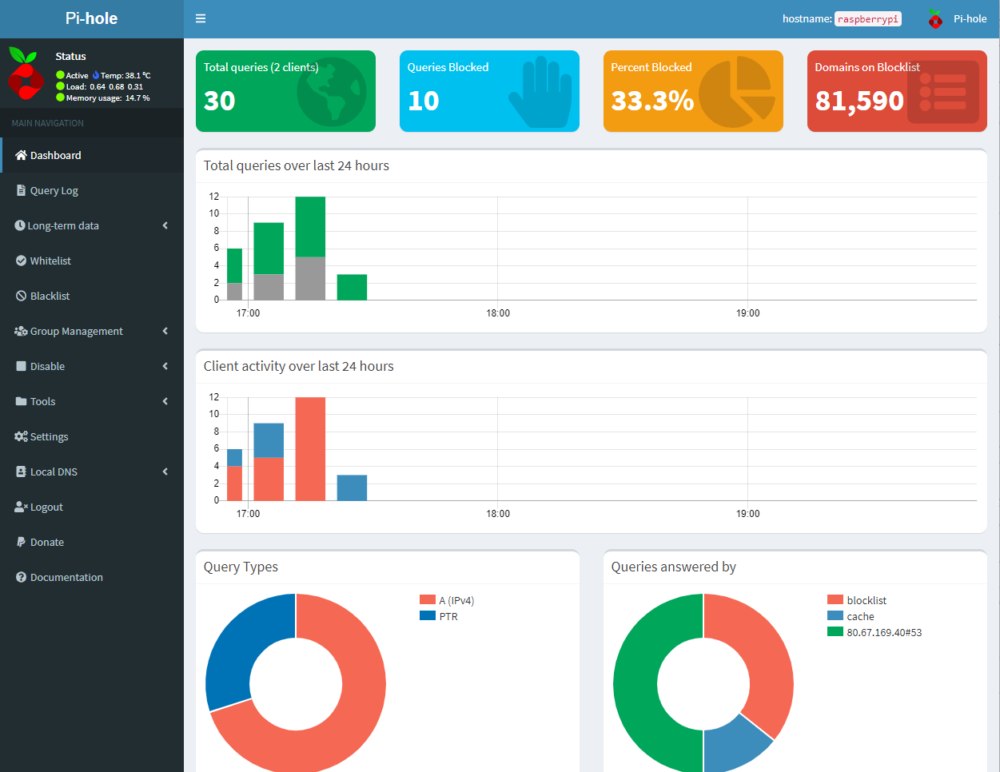 Pi-hole
hostname: raspberrypi
Pi-hole
Status
Active Temp: 38.1 °C
Load: 0.64 0.68 0.31
Memory usage: 14.7 %
MAIN NAVIGATION
Dashboard
Query Log
Long-term data
Whitelist
Blacklist
Group Management
Disable
Tools
Settings
Local DNS
Logout
Donate
Documentation
Total queries (2 clients)
30
Queries Blocked
10
Percent Blocked
33.3%
Domains on Blocklist
81,590
Total queries over last 24 hours
12
10
8
6
4
2
0
17:00 18:00 19:00
Client activity over last 24 hours
12
10
8
6
4
2
0
17:00 18:00 19:00
Query Types
A (IPv4)
PTR
Queries answered by
blocklist
cache
80.67.169.40#53